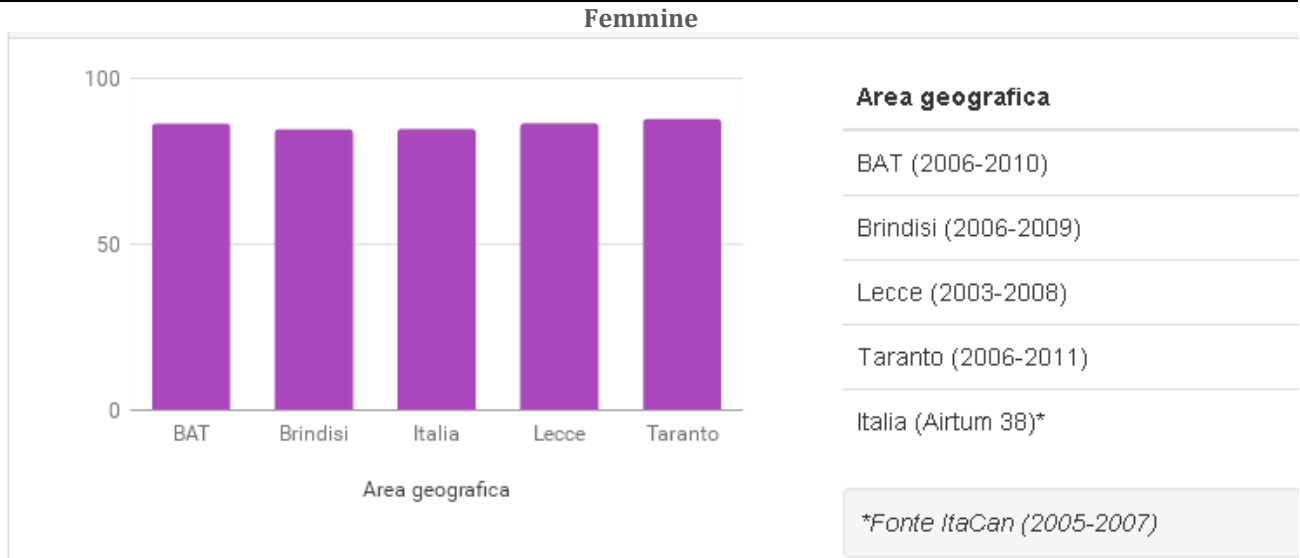 Femmine
100
50
0
BAT Brindisi Italia Lecce Taranto
Area geografica
Area geografica
BAT (2006-2010)
Brindisi (2006-2009)
Lecce (2003-2008)
Taranto (2006-2011)
Italia (Airtum 38)*
*Fonte ItaCan (2005-2007)